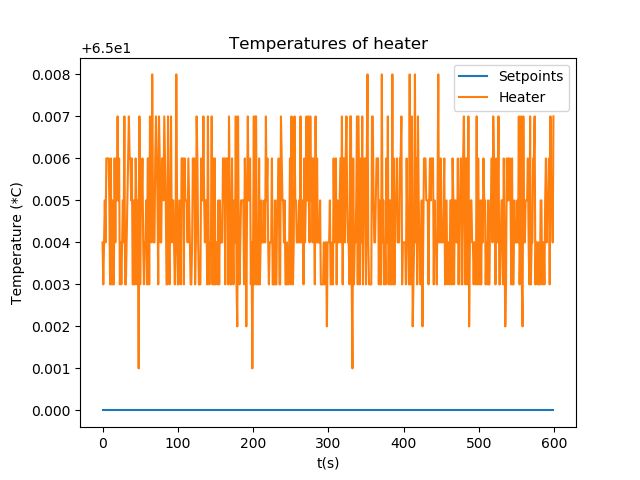 Temperatures of heater
+6.5e1
Setpoints
Heater
0.008
0.007
0.006
0.005
0.004
0.003
0.002
0.001
0.000
Temperature (*C)
0 100 200 300 400 500 600
t(s)